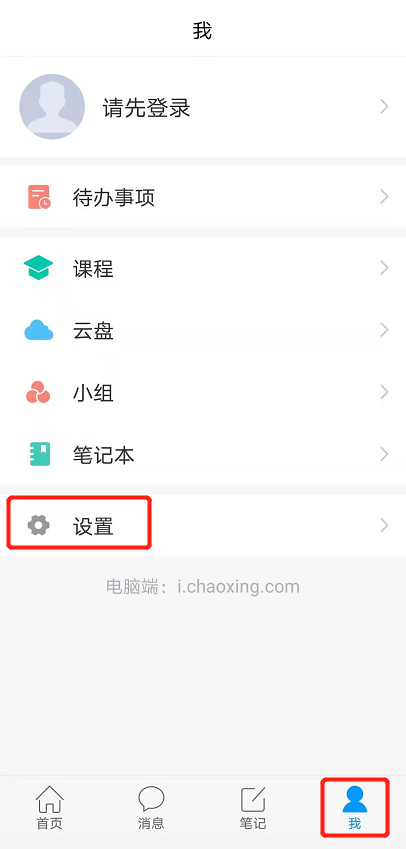 我
请先登录
待办事项
课程
云盘
小组
笔记本
设置
电脑端：i.chaoxing.com
首页 消息 笔记 我